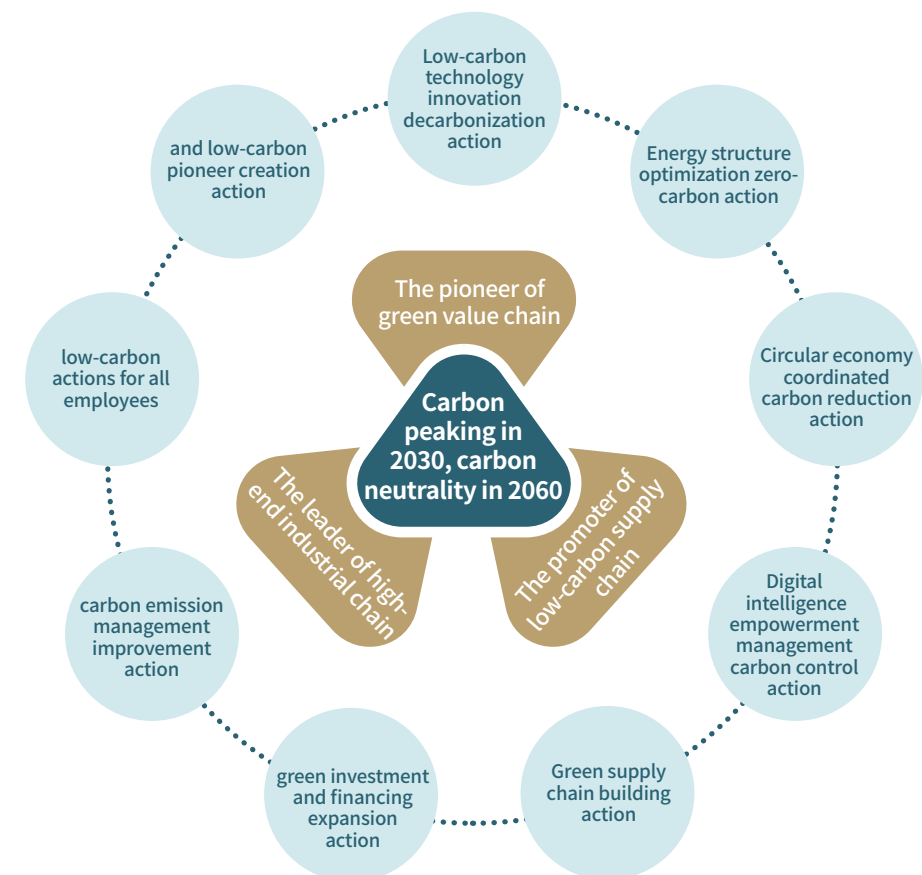 Low-carbon
technology
innovation
decarbonization
action
Energy structure
optimization zero-
carbon action
Circular economy
coordinated
carbon reduction
action
Digital
intelligence
empowerment
management
carbon control
action
Green supply
chain building
action
green investment
and financing
expansion
action
carbon emission
management
improvement
action
low-carbon
actions for all
employees
and low-carbon
pioneer creation
action
The pioneer of
green value chain
Carbon
peaking in
2030, carbon
neutrality in 2060
The leader of high-
end industrial chain
The promoter of
low-carbon supply
chain